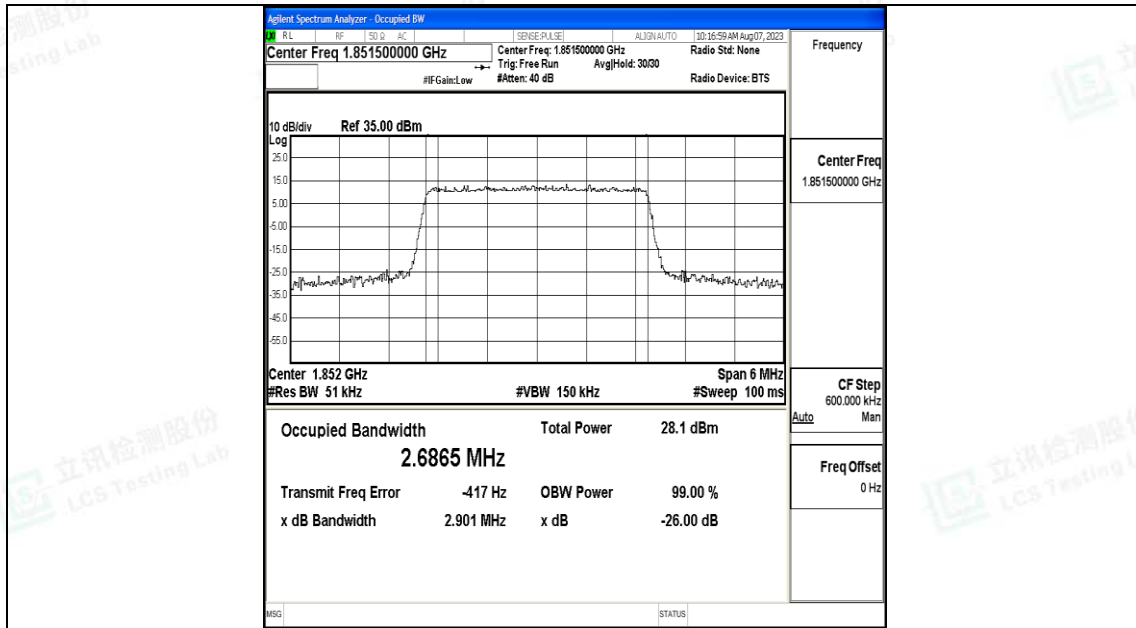 Agilent Spectrum Analyzer - Occupied BW
LXI RL RF 50 Ω AC SENSE:PULSE ALIGN AUTO 10:16:59 AM Aug 07, 2023
Center Freq 1.851500000 GHz
Center Freq: 1.851500000 GHz
Radio Std: None
Trig: Free Run Avg|Hold: 30/30
#IFGain:Low
#Atten: 40 dB
Radio Device: BTS
10 dB/div Ref 35.00 dBm
Log
25.0
15.0
5.00
-5.00
-15.0
-25.0
-35.0
-45.0
-55.0
Center 1.852 GHz
Span 6 MHz
#Res BW 51 kHz
#VBW 150 kHz
#Sweep 100 ms
Occupied Bandwidth
Total Power 28.1 dBm
2.6865 MHz
Transmit Freq Error -417 Hz
OBW Power 99.00 %
x dB Bandwidth 2.901 MHz
x dB -26.00 dB
MSG
STATUS
Frequency
Center Freq
1.851500000 GHz
CF Step
600.000 kHz
Auto Man
Freq Offset
0 Hz
立讯检测股份
LCS Testing Lab
立讯检测股份
LCS Testing L